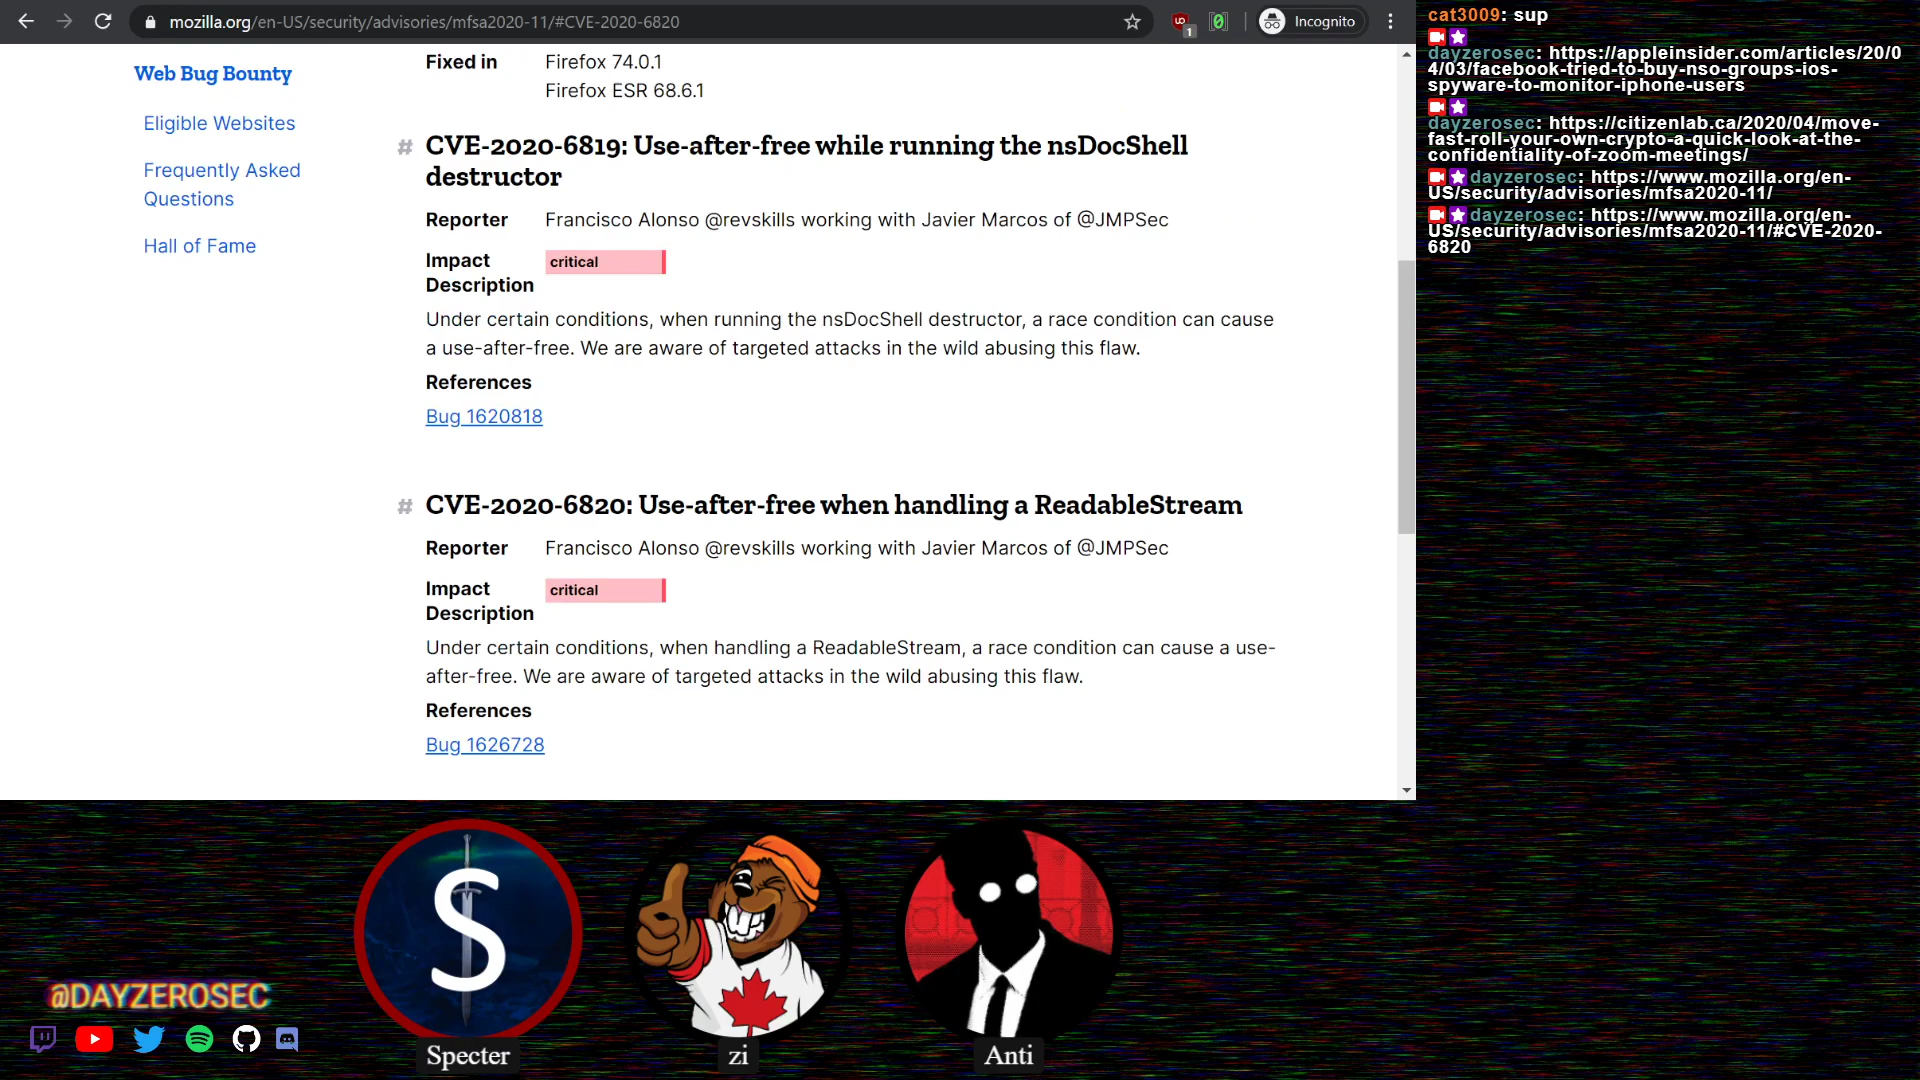 mozilla.org/en-US/security/advisories/mfsa2020-11/#CVE-2020-6820
1
Incognito
Web Bug Bounty
Eligible Websites
Frequently Asked
Questions
Hall of Fame
Fixed in
Firefox 74.0.1
Firefox ESR 68.6.1
# CVE-2020-6819: Use-after-free while running the nsDocShell
destructor
Reporter Francisco Alonso @revskills working with Javier Marcos of @JMPSec
Impact critical
Description
Under certain conditions, when running the nsDocShell destructor, a race condition can cause
a use-after-free. We are aware of targeted attacks in the wild abusing this flaw.
References
Bug 1620818
# CVE-2020-6820: Use-after-free when handling a ReadableStream
Reporter Francisco Alonso @revskills working with Javier Marcos of @JMPSec
Impact critical
Description
Under certain conditions, when handling a ReadableStream, a race condition can cause a use-
after-free. We are aware of targeted attacks in the wild abusing this flaw.
References
Bug 1626728
cat3009: sup
dayzerosec: https://appleinsider.com/articles/20/0
4/03/facebook-tried-to-buy-nso-groups-ios-
spyware-to-monitor-iphone-users
dayzerosec: https://citizenlab.ca/2020/04/move-
fast-roll-your-own-crypto-a-quick-look-at-the-
confidentiality-of-zoom-meetings/
dayzerosec: https://www.mozilla.org/en-
US/security/advisories/mfsa2020-11/
dayzerosec: https://www.mozilla.org/en-
US/security/advisories/mfsa2020-11/#CVE-2020-
6820
@DAYZEROSEC
S
Specter
zi
Anti